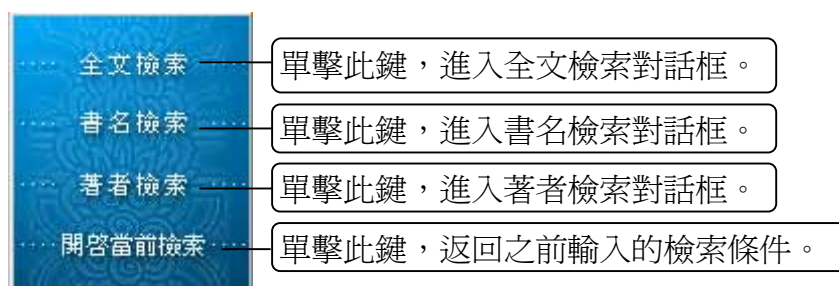 全文檢索
單擊此鍵，進入全文檢索對話框。
書名檢索
單擊此鍵，進入書名檢索對話框。
著者檢索
單擊此鍵，進入著者檢索對話框。
開啓當前檢索
單擊此鍵，返回之前輸入的檢索條件。